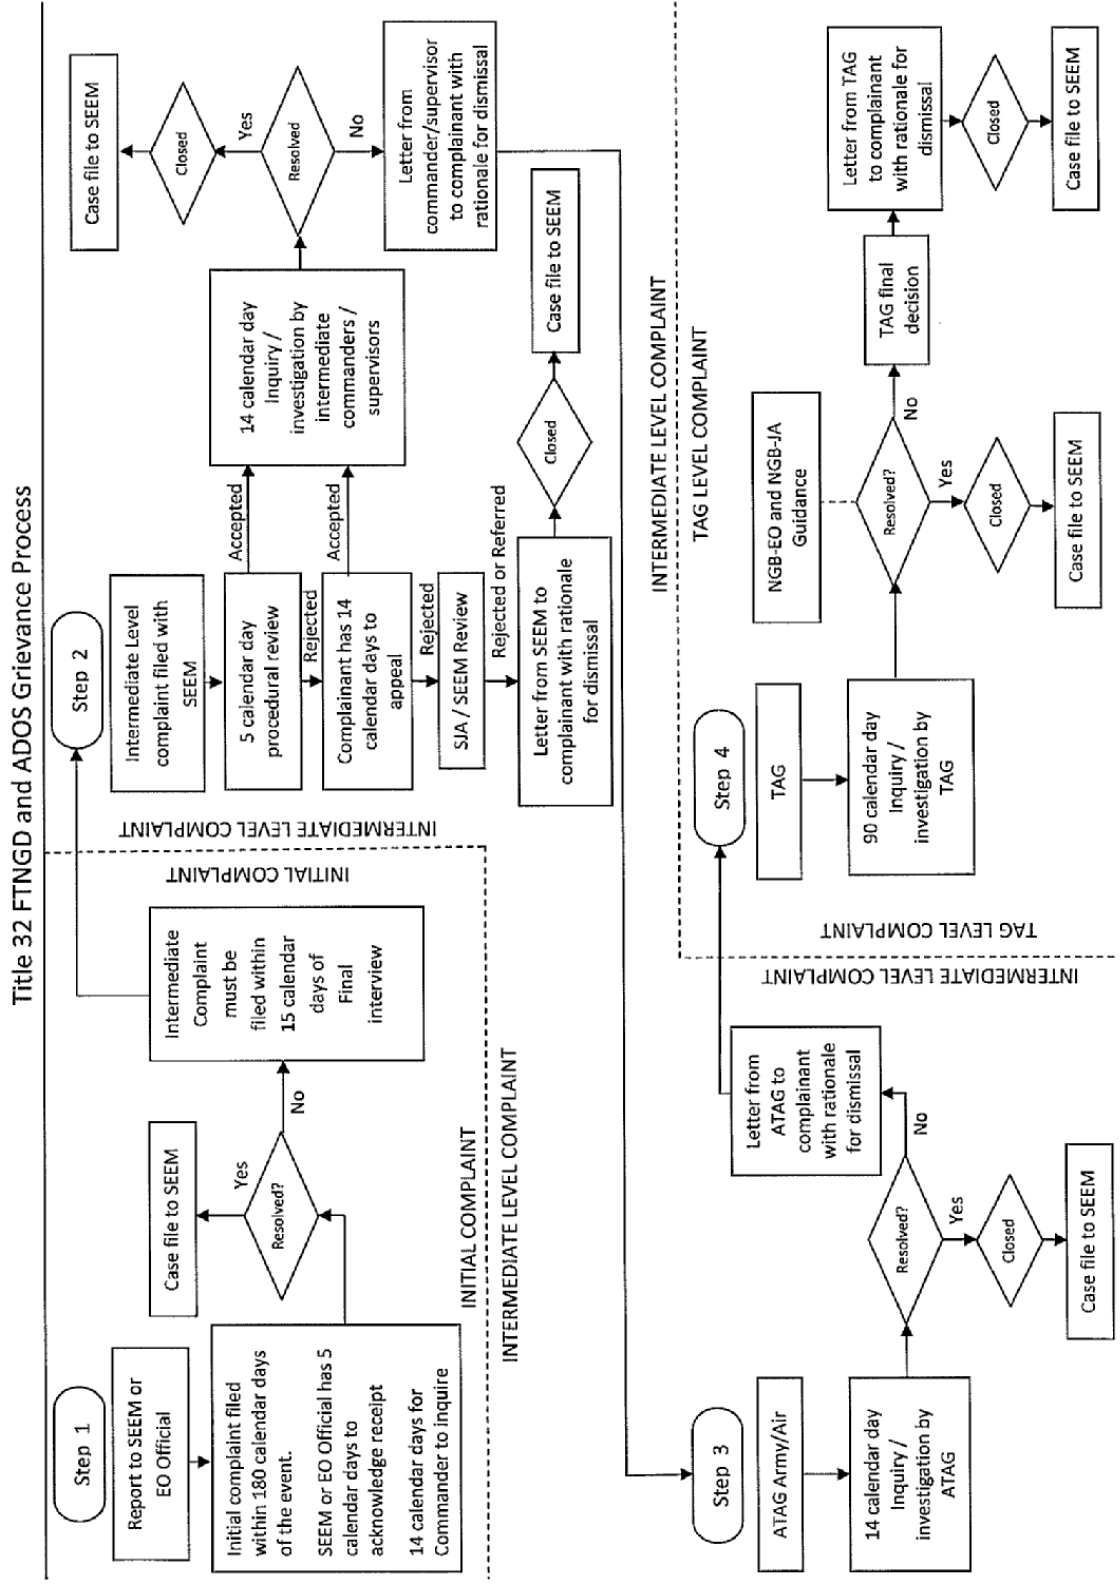 Title 32 FTNGD and ADOS Grievance Process
Step 1
Report to SEEM or
EO Official
Initial complaint filed
within 180 calendar days
of the event.
SEEM or EO Official has 5
calendar days to
acknowledge receipt
14 calendar days for
Commander to inquire
Resolved?
Yes
Case file to SEEM
No
Intermediate
Complaint
must be
filed within
15 calendar
days of
Final
interview
INITIAL COMPLAINT
INITIAL COMPLAINT
INTERMEDIATE LEVEL COMPLAINT
INTERMEDIATE LEVEL COMPLAINT
Step 2
Intermediate Level
complaint filed with
SEEM
5 calendar day
procedural review
Accepted
Rejected
Complainant has 14
calendar days to
appeal
Accepted
Rejected
SJA / SEEM Review
Rejected or Referred
Letter from SEEM to
complainant with rationale
for dismissal
Closed
Case file to SEEM
14 calendar day
Inquiry /
investigation by
intermediate
commanders /
supervisors
Resolved
Yes
Closed
Case file to SEEM
No
Letter from
commander/supervisor
to complainant with
rationale for dismissal
Step 3
ATAG Army/Air
14 calendar day
Inquiry /
investigation by
ATAG
Resolved?
Yes
Closed
Case file to SEEM
No
Letter from
ATAG to
complainant
with rationale
for dismissal
INTERMEDIATE LEVEL COMPLAINT
TAG LEVEL COMPLAINT
INTERMEDIATE LEVEL COMPLAINT
TAG LEVEL COMPLAINT
Step 4
TAG
90 calendar day
Inquiry /
investigation by
TAG
NGB-EO and NGB-JA
Guidance
Resolved?
Yes
Closed
Case file to SEEM
No
TAG final
decision
Letter from TAG
to complainant
with rationale for
dismissal
Closed
Case file to SEEM